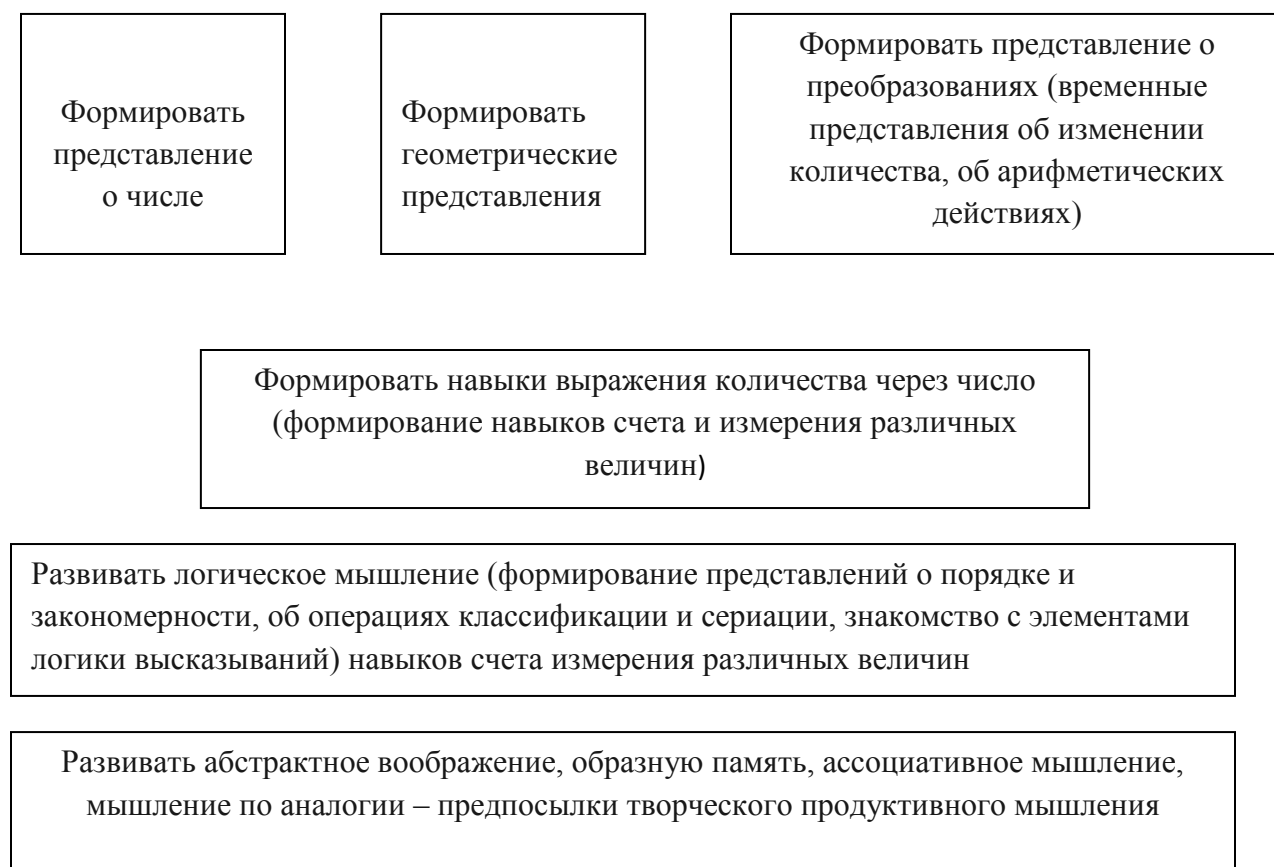 Формировать
представление
о числе
Формировать
геометрические
представления
Формировать представление о
преобразованиях (временные
представления об изменении
количества, об арифметических
действиях)
Формировать навыки выражения количества через число
(формирование навыков счета и измерения различных
величин)
Развивать логическое мышление (формирование представлений о порядке и
закономерности, об операциях классификации и сериации, знакомство с элементами
логики высказываний) навыков счета измерения различных величин
Развивать абстрактное воображение, образную память, ассоциативное мышление,
мышление по аналогии – предпосылки творческого продуктивного мышления